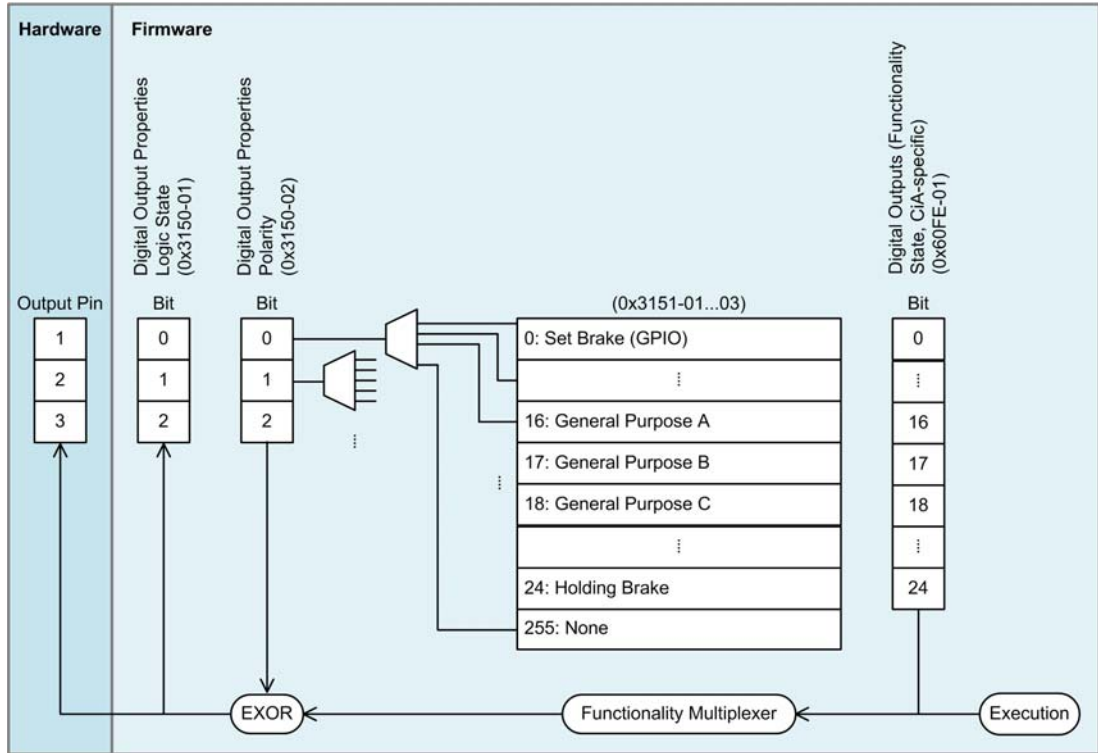 Hardware
Firmware
Digital Output Properties
Logic State
(0x3150-01)
Digital Output Properties
Polarity
(0x3150-02)
Digital Outputs (Functionality
State, CiA-specific)
(0x60FE-01)
Output Pin
Bit
Bit
(0x3151-01...03)
Bit
1
2
3
0
1
2
0
1
2
0: Set Brake (GPIO)
16: General Purpose A
17: General Purpose B
18: General Purpose C
24: Holding Brake
255: None
0
16
17
18
24
EXOR
Functionality Multiplexer
Execution